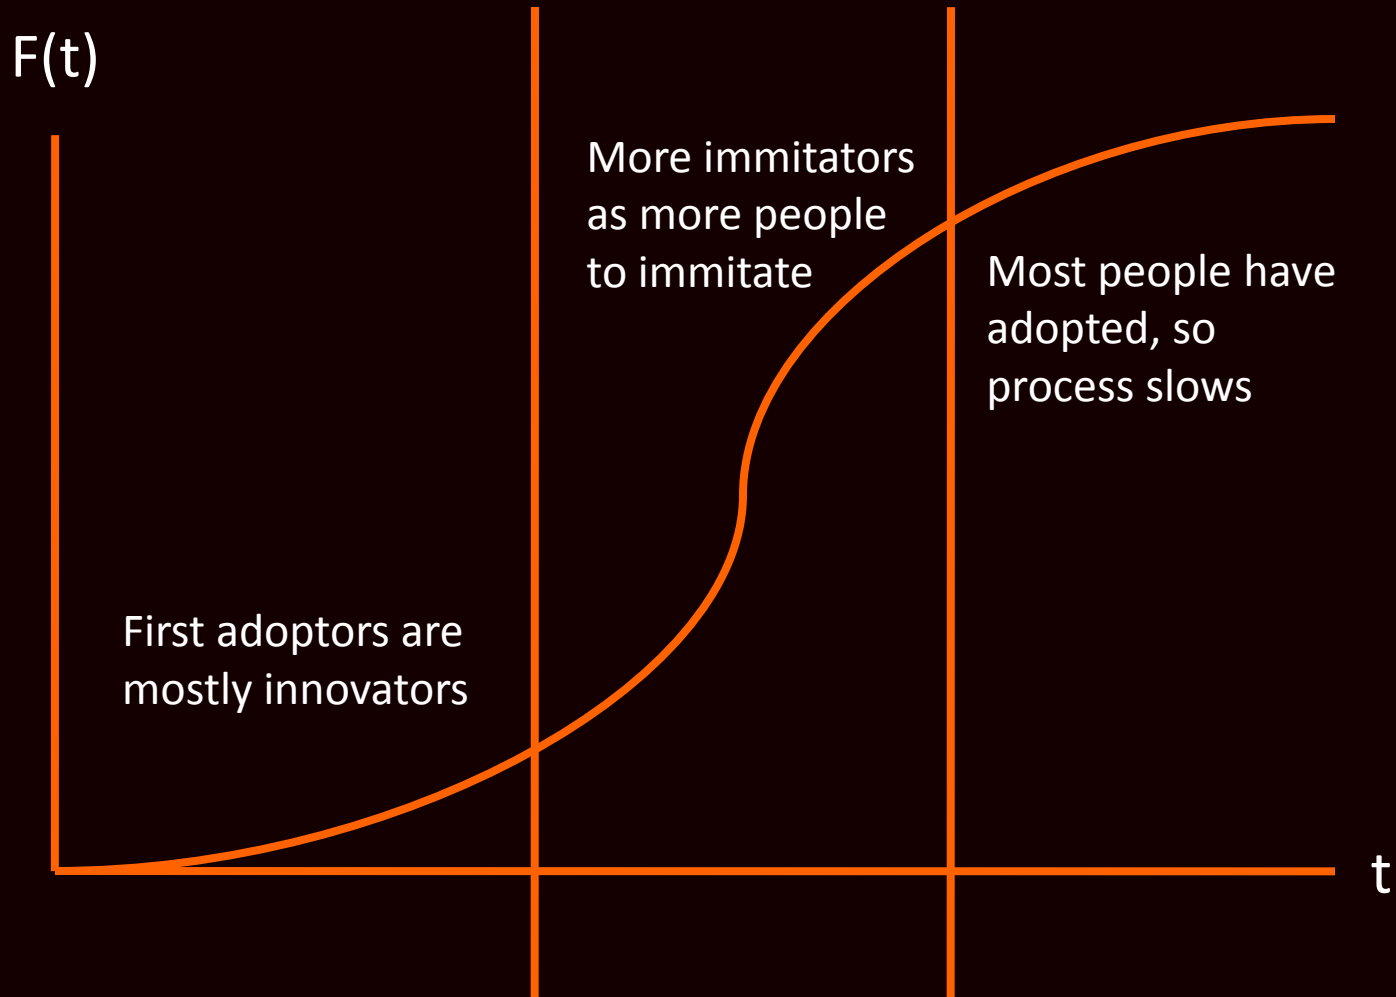 F(t)
More immitators
as more people
to immitate
Most people have
adopted, so
process slows
First adoptors are
mostly innovators
t